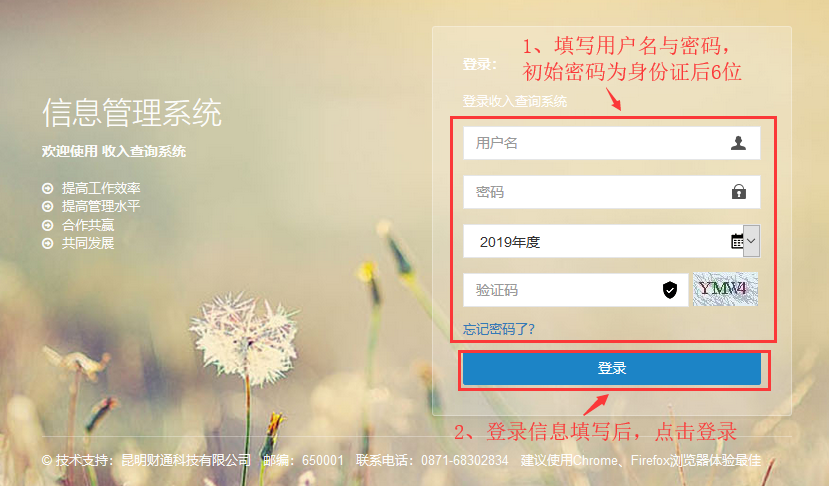 1、填写用户名与密码，
初始密码为身份证后6位
登录：
登录收入查询系统
信息管理系统
欢迎使用 收入查询系统
提高工作效率
提高管理水平
合作共赢
共同发展
用户名
密码
2019年度
验证码
YMW4
忘记密码了?
登录
2、登录信息填写后，点击登录
© 技术支持：昆明财通科技有限公司 邮编：650001 联系电话：0871-68302834 建议使用Chrome、Firefox浏览器体验最佳